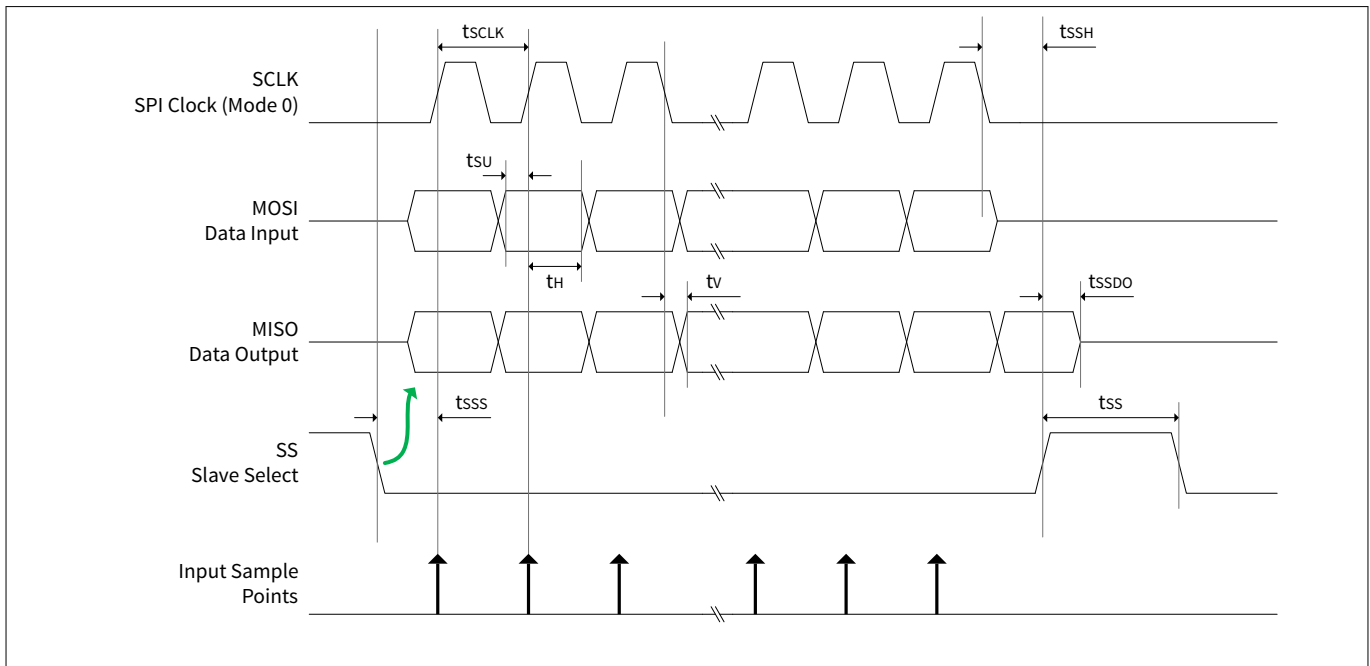 tSCLK
tSSH
SCLK
SPI Clock (Mode 0)
tSU
MOSI
Data Input
tH
tV
tSSDO
MISO
Data Output
tSSS
tSS
SS
Slave Select
Input Sample
Points